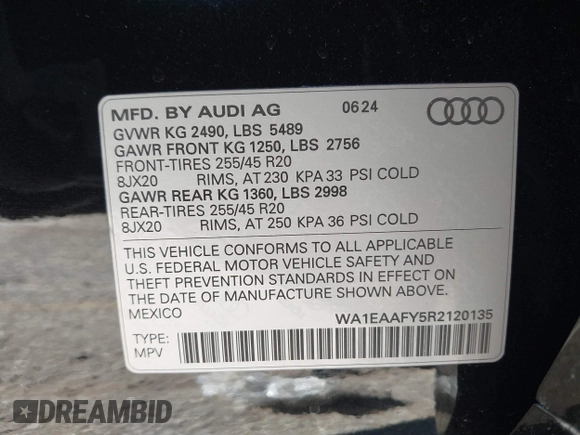 MFD. BY AUDI AG 0624
GVWR KG 2490, LBS 5489
GAWR FRONT KG 1250, LBS 2756
FRONT-TIRES 255/45 R20
8JX20 RIMS, AT 230 KPA 33 PSI COLD
GAWR REAR KG 1360, LBS 2998
REAR-TIRES 255/45 R20
8JX20 RIMS, AT 250 KPA 36 PSI COLD
THIS VEHICLE CONFORMS TO ALL APPLICABLE
U.S. FEDERAL MOTOR VEHICLE SAFETY AND
THEFT PREVENTION STANDARDS IN EFFECT ON
THE DATE OF MANUFACTURE SHOWN ABOVE.
MEXICO WA1EAAFY5R2120135
TYPE:
MPV
DREAMBID